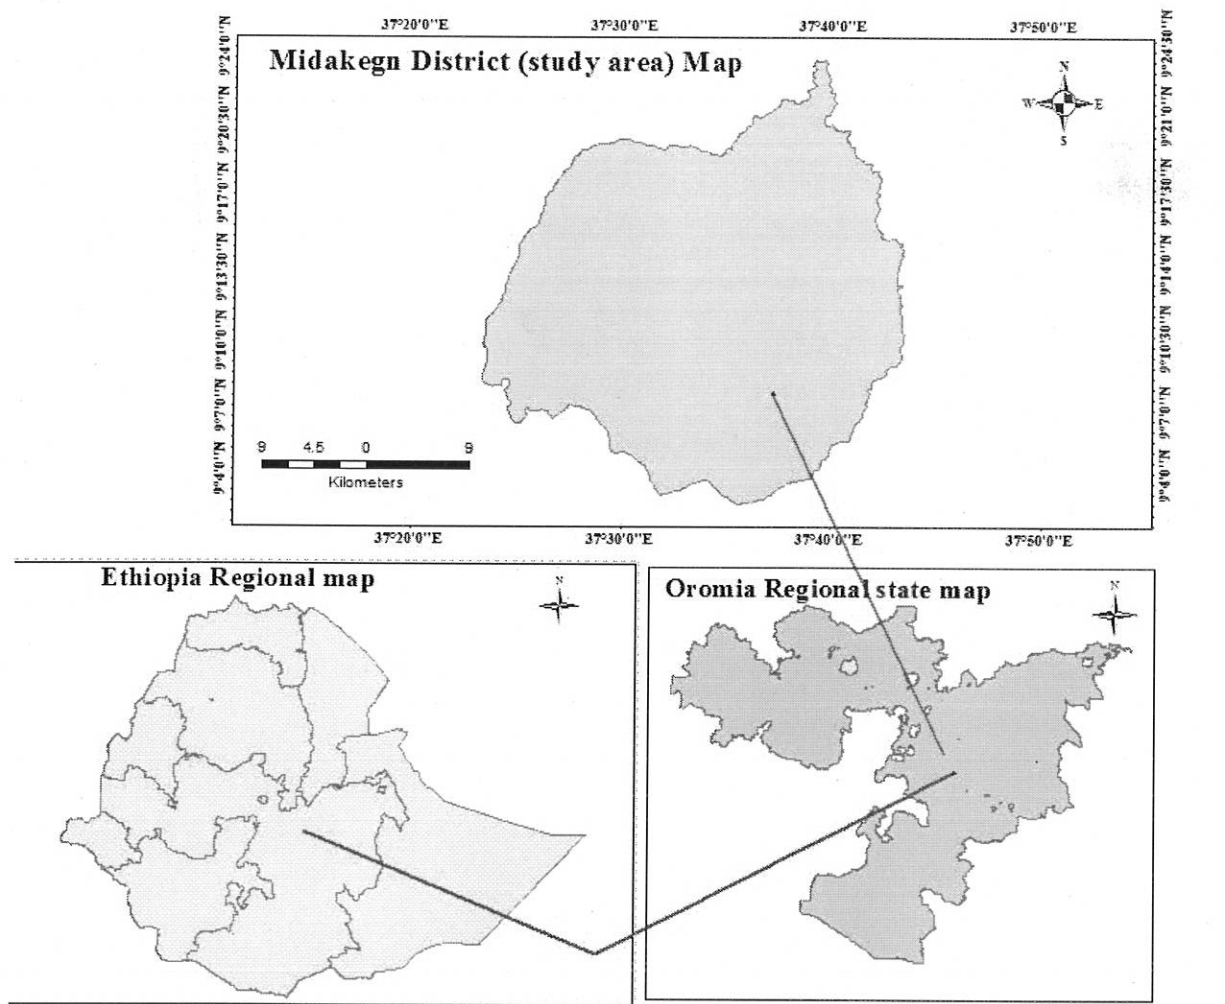 37°20'0"E 37°30'0"E 37°40'0"E 37°50'0"E
Midakegn District (study area) Map
N
W E
S
9°24'0"N
9°20'30"N
9°17'0"N
9°13'30"N
9°10'0"N
9°7'0"N
9°4'0"N
9°24'30"N
9°21'0"N
9°17'30"N
9°14'0"N
9°10'30"N
9°7'0"N
9°4'0"N
9 4.5 0 9
Kilometers
37°20'0"E 37°30'0"E 37°40'0"E 37°50'0"E
Ethiopia Regional map
N
Oromia Regional state map
N